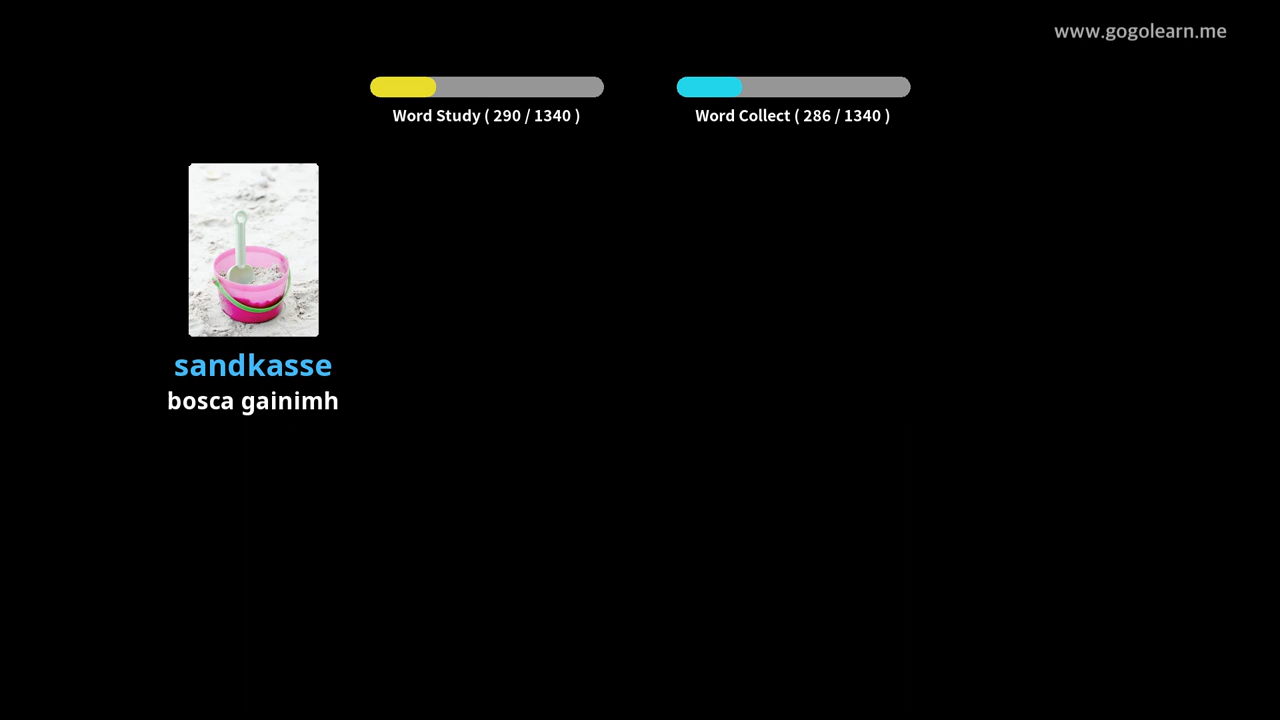 www.gogolearn.me
Word Study ( 290 / 1340 )
Word Collect ( 286 / 1340 )
sandkasse
bosca gainimh